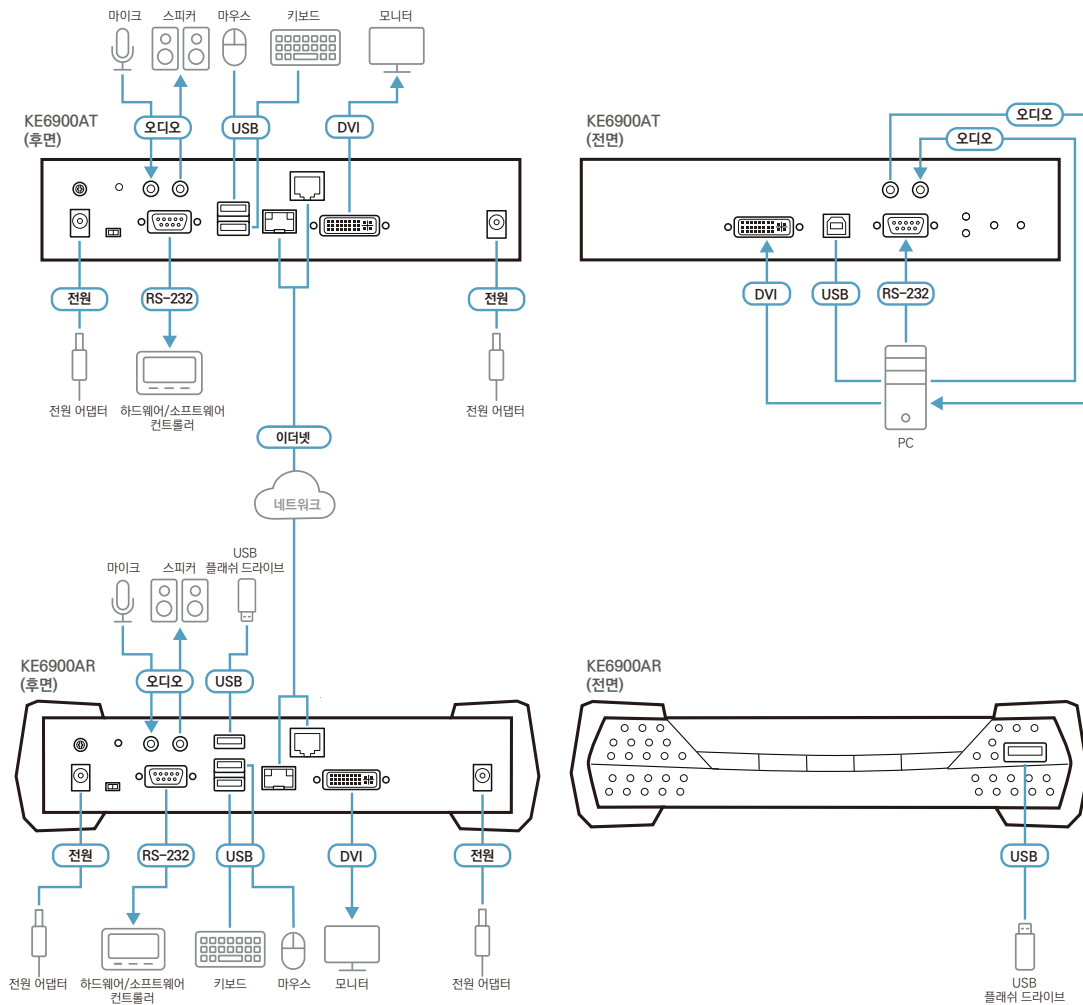 마이크
스피커
마우스
키보드
모니터
KE6900AT
(후면)
오디오
USB
DVI
전원
RS-232
전원
전원 어댑터
하드웨어/소프트웨어
컨트롤러
전원 어댑터
KE6900AT
(전면)
오디오
오디오
DVI
USB
RS-232
PC
이더넷
네트워크
마이크
스피커
USB
플래쉬 드라이브
KE6900AR
(후면)
오디오
USB
전원
RS-232
USB
DVI
전원
전원 어댑터
하드웨어/소프트웨어
컨트롤러
키보드
마우스
모니터
전원 어댑터
KE6900AR
(전면)
USB
USB
플래쉬 드라이브